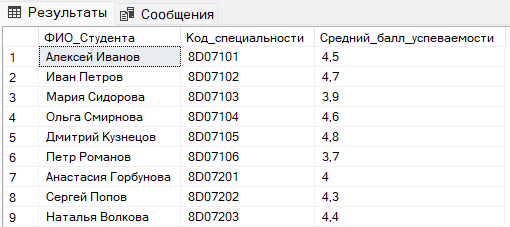 Результаты Сообщения
ФИО_Студента Код_специальности Средний_балл_успеваемости
1 Алексей Иванов 8D07101 4,5
2 Иван Петров 8D07102 4,7
3 Мария Сидорова 8D07103 3,9
4 Ольга Смирнова 8D07104 4,6
5 Дмитрий Кузнецов 8D07105 4,8
6 Петр Романов 8D07106 3,7
7 Анастасия Горбунова 8D07201 4
8 Сергей Попов 8D07202 4,3
9 Наталья Волкова 8D07203 4,4